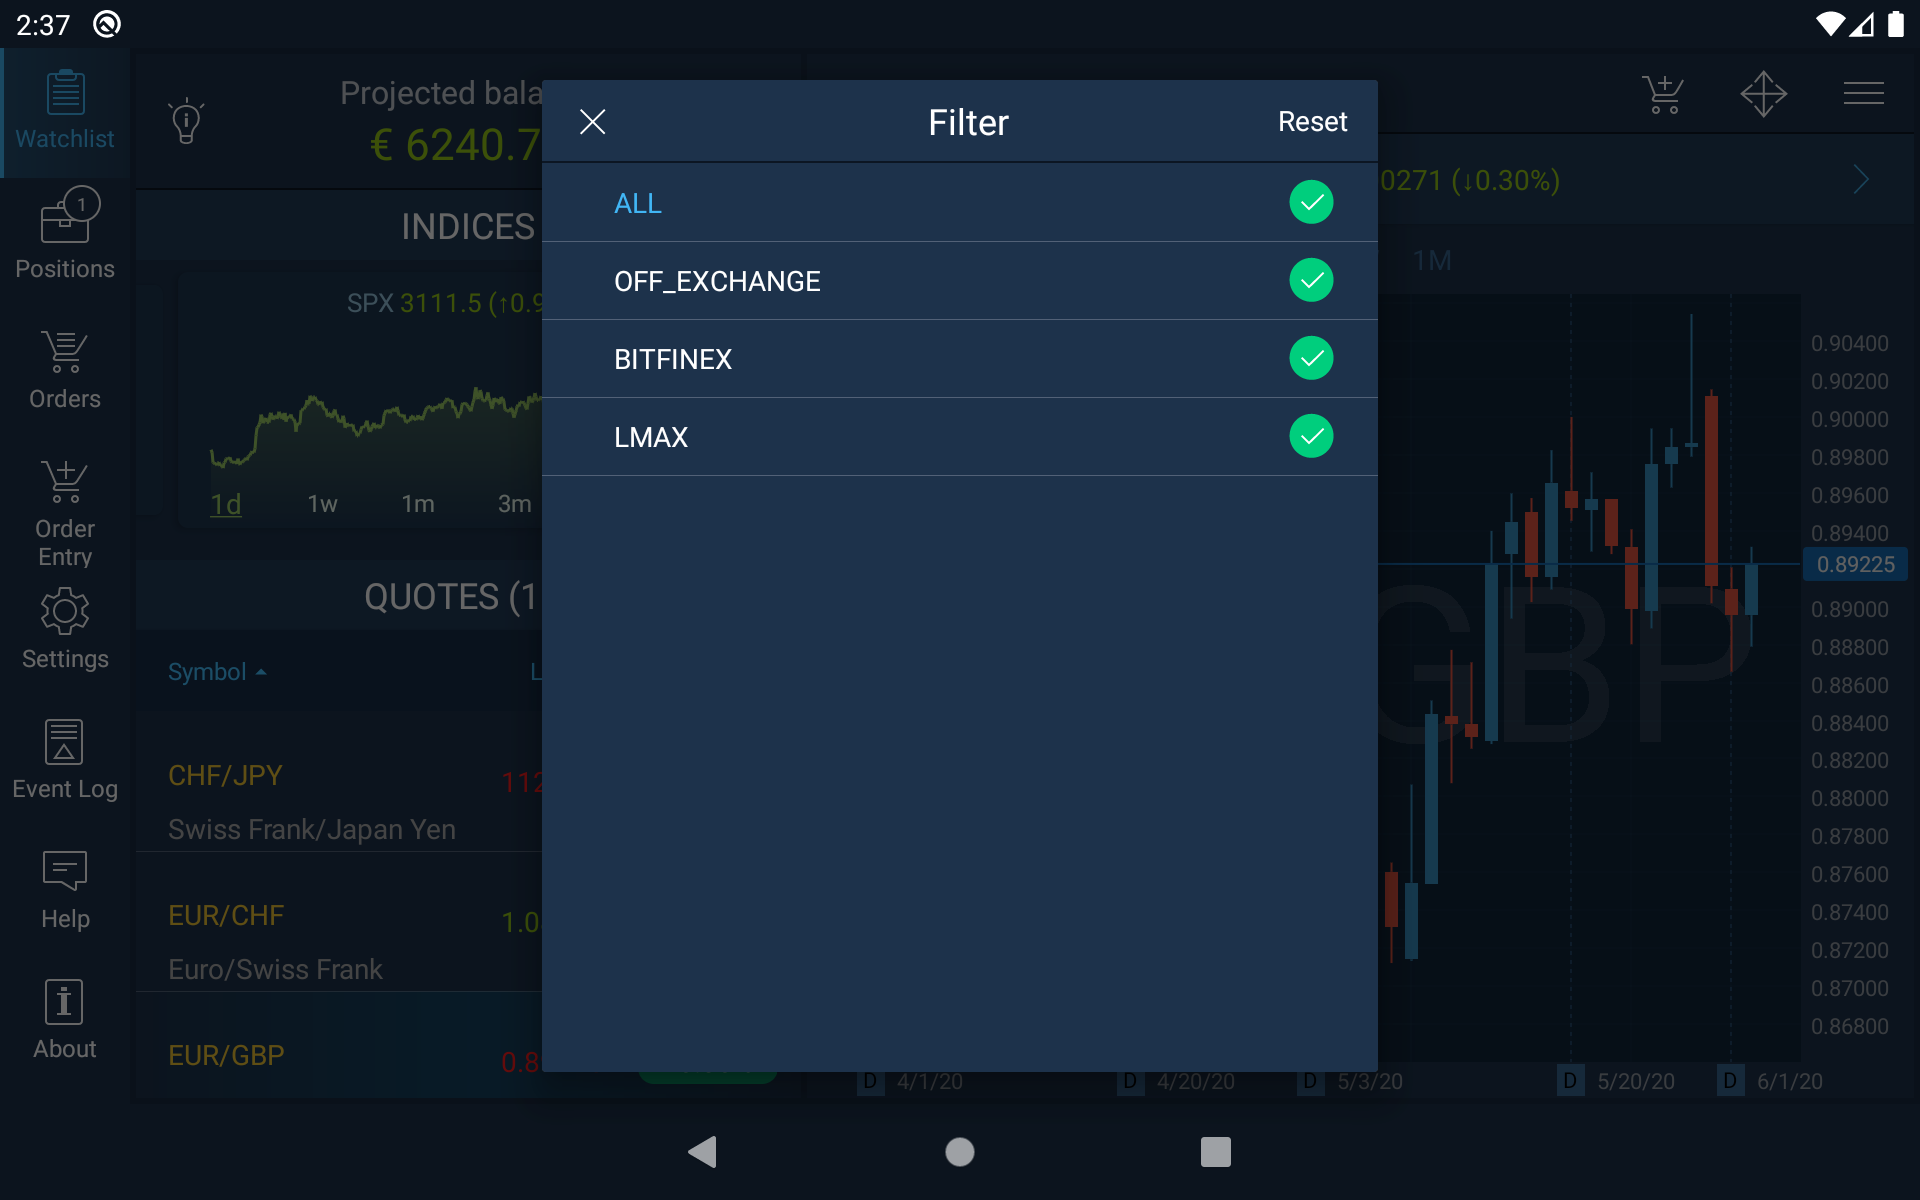 2:37
Watchlist
1
Positions
Orders
Order
Entry
Settings
Event Log
Help
About
Projected bala
€ 6240.7
INDICES
SPX 3111.5 (↑0.9
1d 1w 1m 3m
QUOTES (1
Symbol L
CHF/JPY 112
Swiss Frank/Japan Yen
EUR/CHF 1.0
Euro/Swiss Frank
EUR/GBP 0.8
Filter
Reset
ALL
OFF_EXCHANGE
BITFINEX
LMAX
0271 (↓0.30%)
1M
GBP
0.90400
0.90200
0.90000
0.89800
0.89600
0.89400
0.89225
0.89000
0.88800
0.88600
0.88400
0.88200
0.88000
0.87800
0.87600
0.87400
0.87200
0.87000
0.86800
D 4/1/20 D 4/20/20 D 5/3/20 D 5/20/20 D 6/1/20